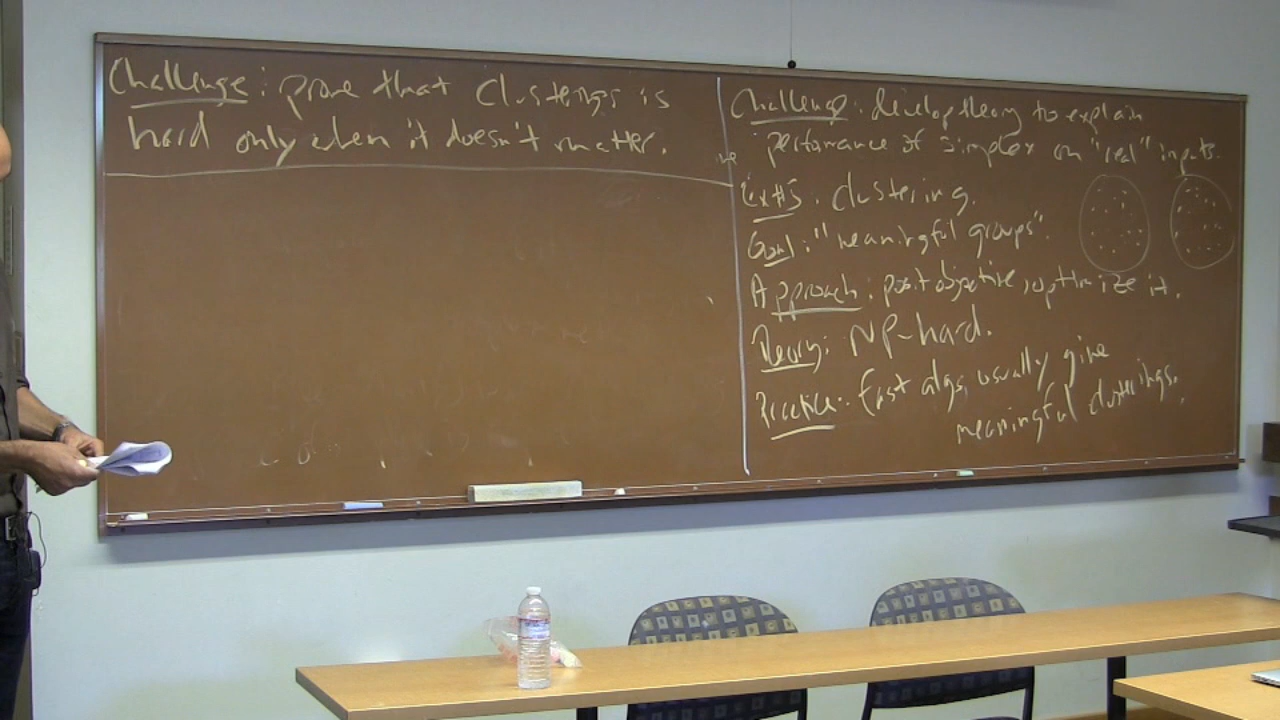 Challenge: prove that clusterings is
hard only when it doesn't matter.
Challenge: develop theory to explain
performance of simplex on "real" inputs.
Ex#5: clustering.
Goal: "meaningful groups".
Approach: posit objective, optimize it.
Theory: NP-hard.
Practice: fast algs, usually give
meaningful clusterings.